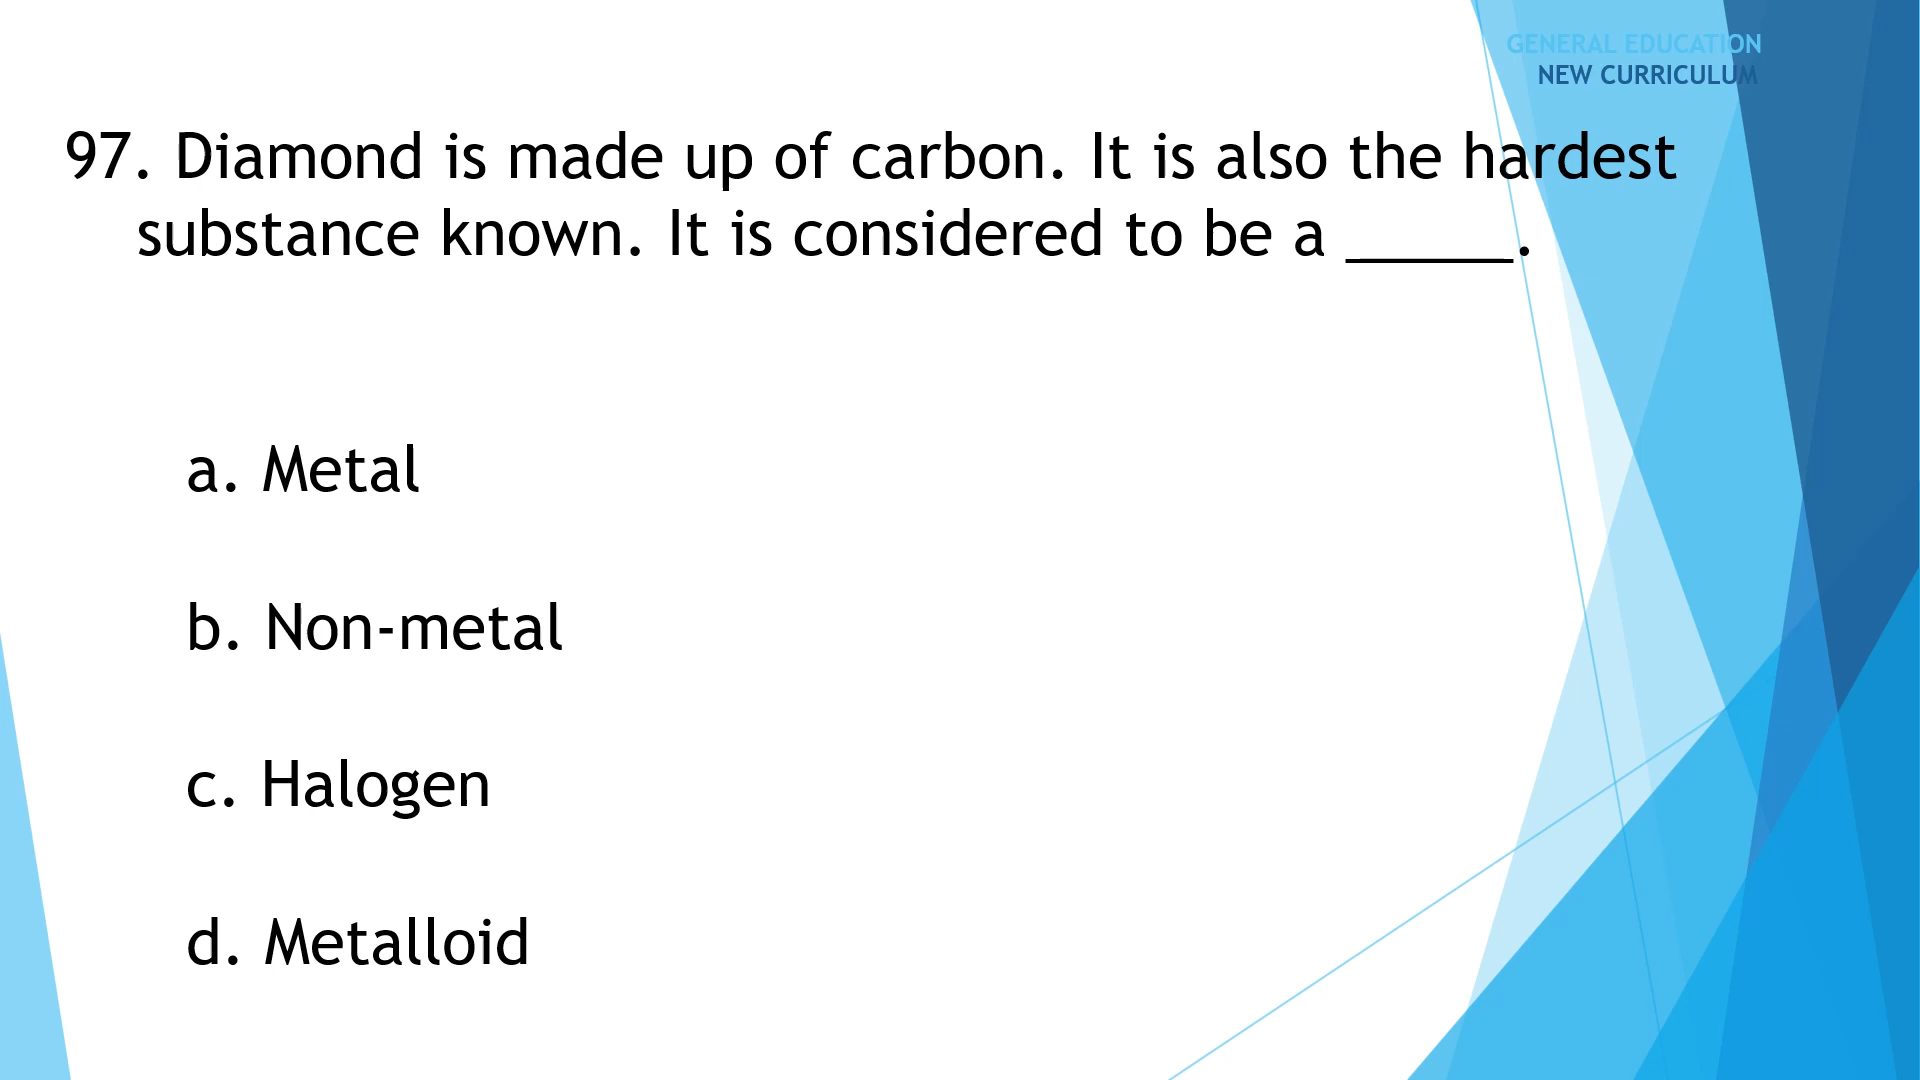 GENERAL EDUCATION
NEW CURRICULUM
97. Diamond is made up of carbon. It is also the hardest
substance known. It is considered to be a _____.
a. Metal
b. Non-metal
c. Halogen
d. Metalloid